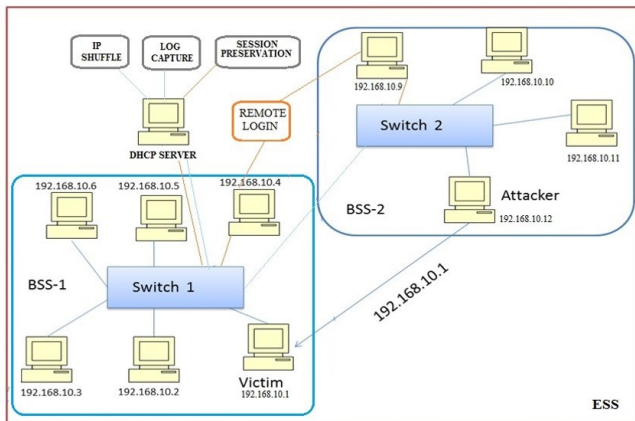 IP
SHUFFLE
LOG
CAPTURE
SESSION
PRESERVATION
DHCP SERVER
REMOTE
LOGIN
192.168.10.9
192.168.10.10
Switch 2
192.168.10.11
BSS-2
Attacker
192.168.10.12
192.168.10.6
192.168.10.5
192.168.10.4
BSS-1
Switch 1
192.168.10.1
192.168.10.3
192.168.10.2
Victim
192.168.10.1
ESS